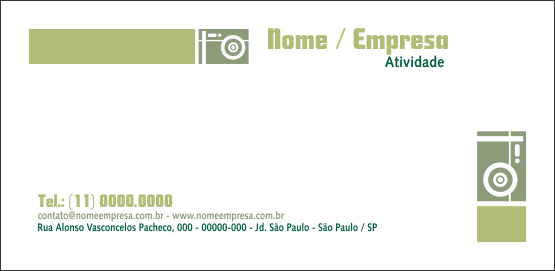 Nome / Empresa
Atividade
Tel.: (11) 0000.0000
contato@nomeempresa.com.br - www.nomeempresa.com.br
Rua Alonso Vasconcelos Pacheco, 000 - 00000-000 - Jd. São Paulo - São Paulo / SP